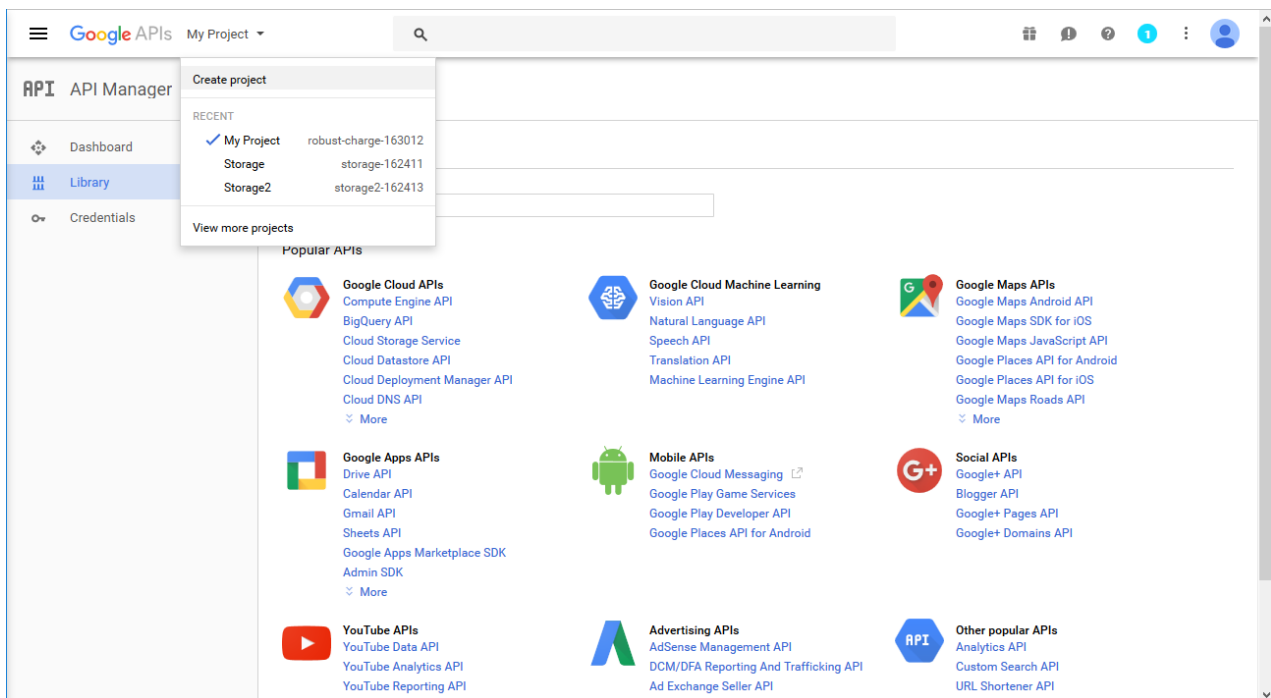 Google APIs My Project
1
API API Manager
Create project
RECENT
My Project robust-charge-163012
Storage storage-162411
Storage2 storage2-162413
View more projects
Dashboard
Library
Credentials
Popular APIs
Google Cloud APIs
Compute Engine API
BigQuery API
Cloud Storage Service
Cloud Datastore API
Cloud Deployment Manager API
Cloud DNS API
More
Google Cloud Machine Learning
Vision API
Natural Language API
Speech API
Translation API
Machine Learning Engine API
G
Google Maps APIs
Google Maps Android API
Google Maps SDK for iOS
Google Maps JavaScript API
Google Places API for Android
Google Places API for iOS
Google Maps Roads API
More
Google Apps APIs
Drive API
Calendar API
Gmail API
Sheets API
Google Apps Marketplace SDK
Admin SDK
More
Mobile APIs
Google Cloud Messaging
Google Play Game Services
Google Play Developer API
Google Places API for Android
G+
Social APIs
Google+ API
Blogger API
Google+ Pages API
Google+ Domains API
YouTube APIs
YouTube Data API
YouTube Analytics API
YouTube Reporting API
Advertising APIs
AdSense Management API
DCM/DFA Reporting And Trafficking API
Ad Exchange Seller API
API
Other popular APIs
Analytics API
Custom Search API
URL Shortener API